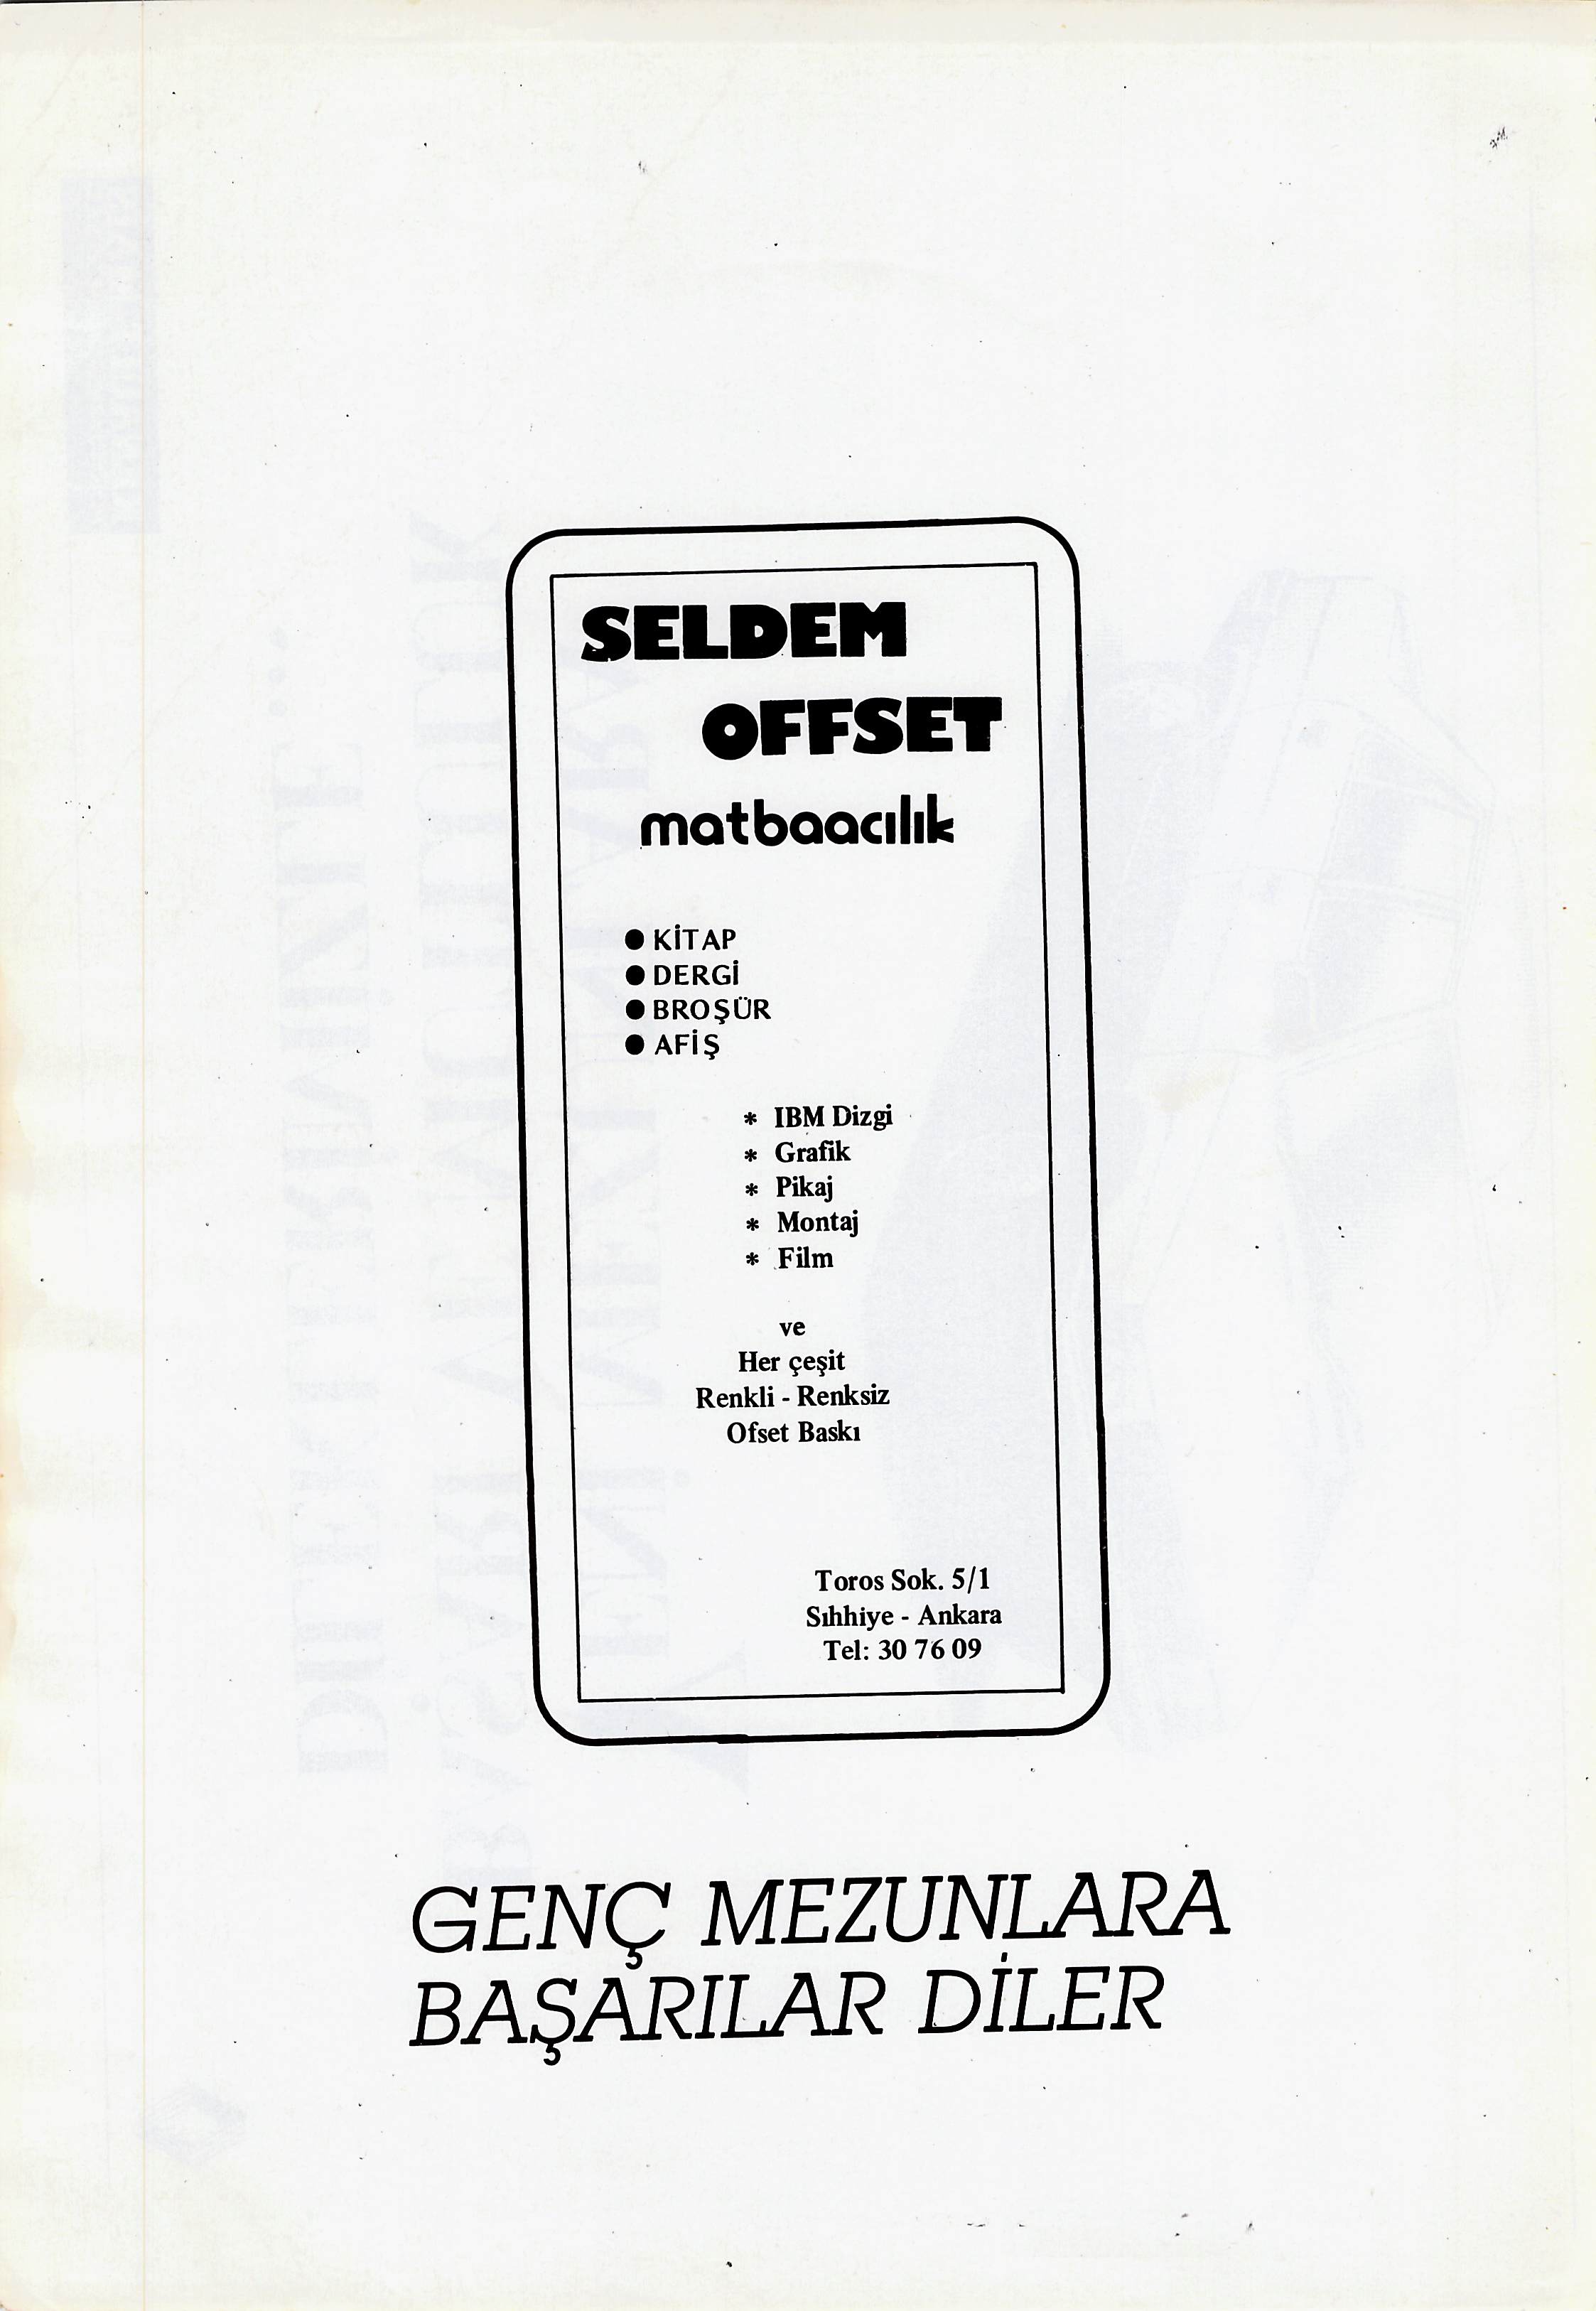 SELDEM
OFFSET
matbaacılık
● KİTAP
● DERGİ
● BROŞÜR
● AFİŞ
* IBM Dizgi
* Grafik
* Pikaj
* Montaj
* Film
ve
Her çeşit
Renkli - Renksiz
Ofset Baskı
Toros Sok. 5/1
Sıhhiye - Ankara
Tel: 30 76 09
GENÇ MEZUNLARA
BAŞARILAR DİLER